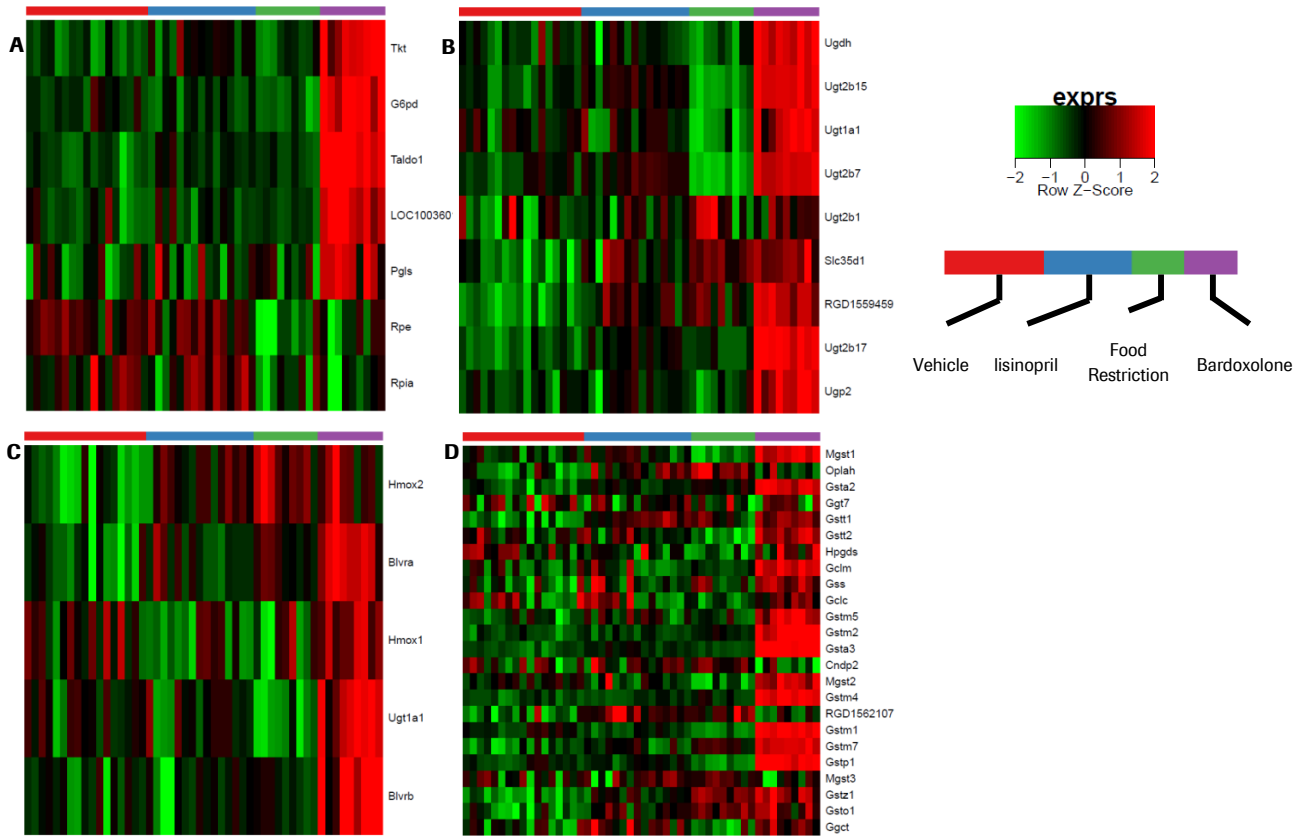 A
Tkt
G6pd
Taldo1
LOC100360
Pgls
Rpe
Rpia
B
Ugdh
Ugt2b15
Ugt1a1
Ugt2b7
Ugt2b1
Slc35d1
RGD1559459
Ugt2b17
Ugp2
exprs
−2 −1 0 1 2
Row Z−Score
Vehicle lisinopril Food Restriction Bardoxolone
C
Hmox2
Blvra
Hmox1
Ugt1a1
Blvrb
D
Mgst1
Oplah
Gsta2
Ggt7
Gstt1
Gstt2
Hpgds
Gclm
Gss
Gclc
Gstm5
Gstm2
Gsta3
Cndp2
Mgst2
Gstm4
RGD1562107
Gstm1
Gstm7
Gstp1
Mgst3
Gstz1
Gsto1
Ggct